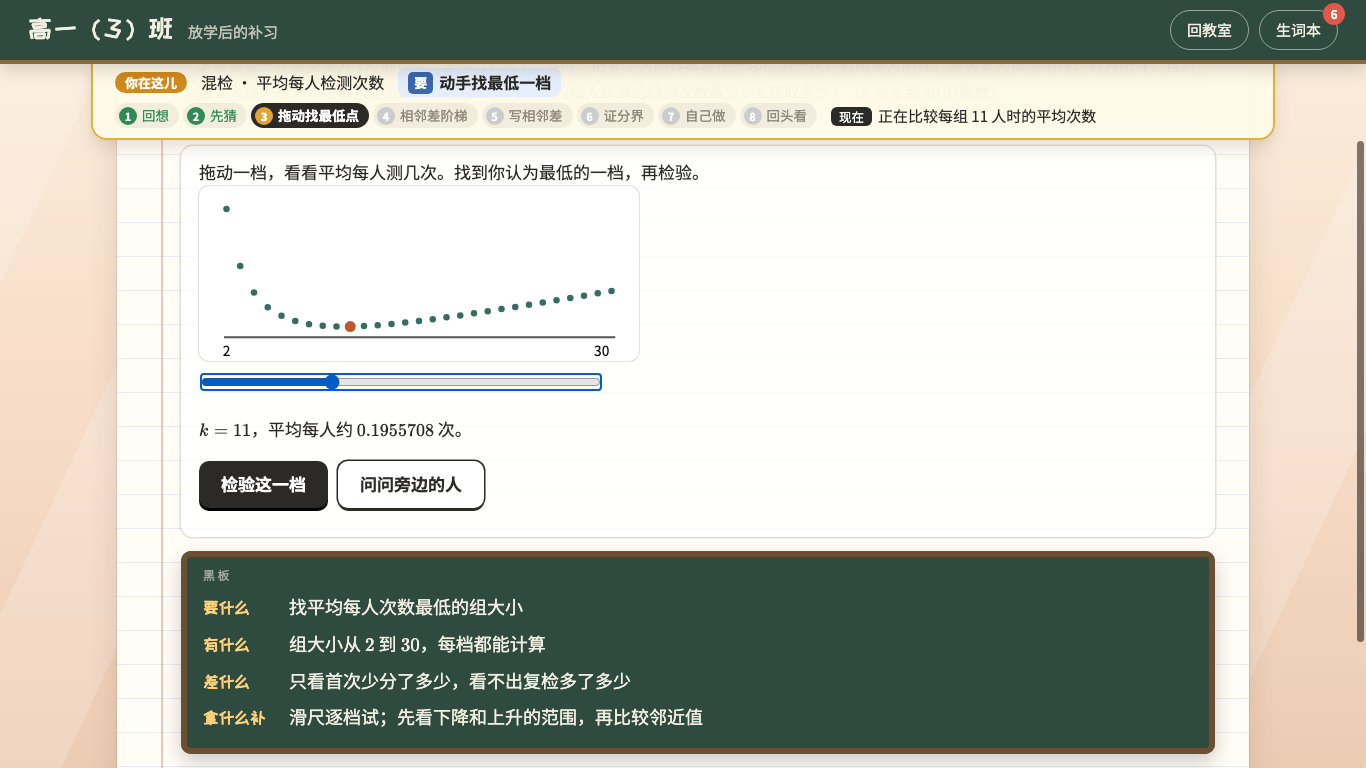 高一（3）班 放学后的补习 回教室 生词本 6
你在这儿 混检 · 平均每人检测次数 要 动手找最低一档
1 回想 2 先猜 3 拖动找最低点 4 相邻差阶梯 5 写相邻差 6 证分界 7 自己做 8 回头看 现在 正在比较每组 11 人时的平均次数
拖动一档，看看平均每人测几次。找到你认为最低的一档，再检验。
2 30
k = 11，平均每人约 0.1955708 次。
检验这一档 问问旁边的人
黑板
要什么 找平均每人次数最低的组大小
有什么 组大小从 2 到 30，每档都能计算
差什么 只看首次少分了多少，看不出复检多了多少
拿什么补 滑尺逐档试；先看下降和上升的范围，再比较邻近值